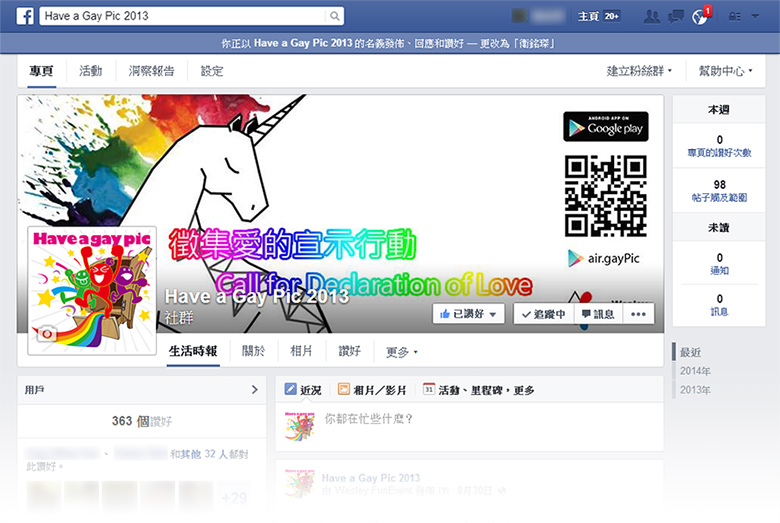 Have a Gay Pic 2013
主頁 20+
1
你正以 Have a Gay Pic 2013 的名義發佈、回應和讚好 — 更改為「衛銘琛」
專頁 活動 洞察報告 設定 建立粉絲群 幫助中心
ANDROID APP ON
Google play
air.gayPic
徵集愛的宣示行動
Call for Declaration of Love
Have a gay pic
Have a Gay Pic 2013
社群
已讚好 追蹤中 訊息
生活時報 關於 相片 讚好 更多
本週
0
專頁的讚好次數
98
帖子觸及範圍
未讀
0
通知
0
訊息
最近
2014年
2013年
用戶
363 個讚好
和其他 32 人都對
此讚好。
+29
近況 相片/影片 31 活動、里程碑，更多
Have a gay pic
你都在忙些什麼？
Have a Gay Pic 2013